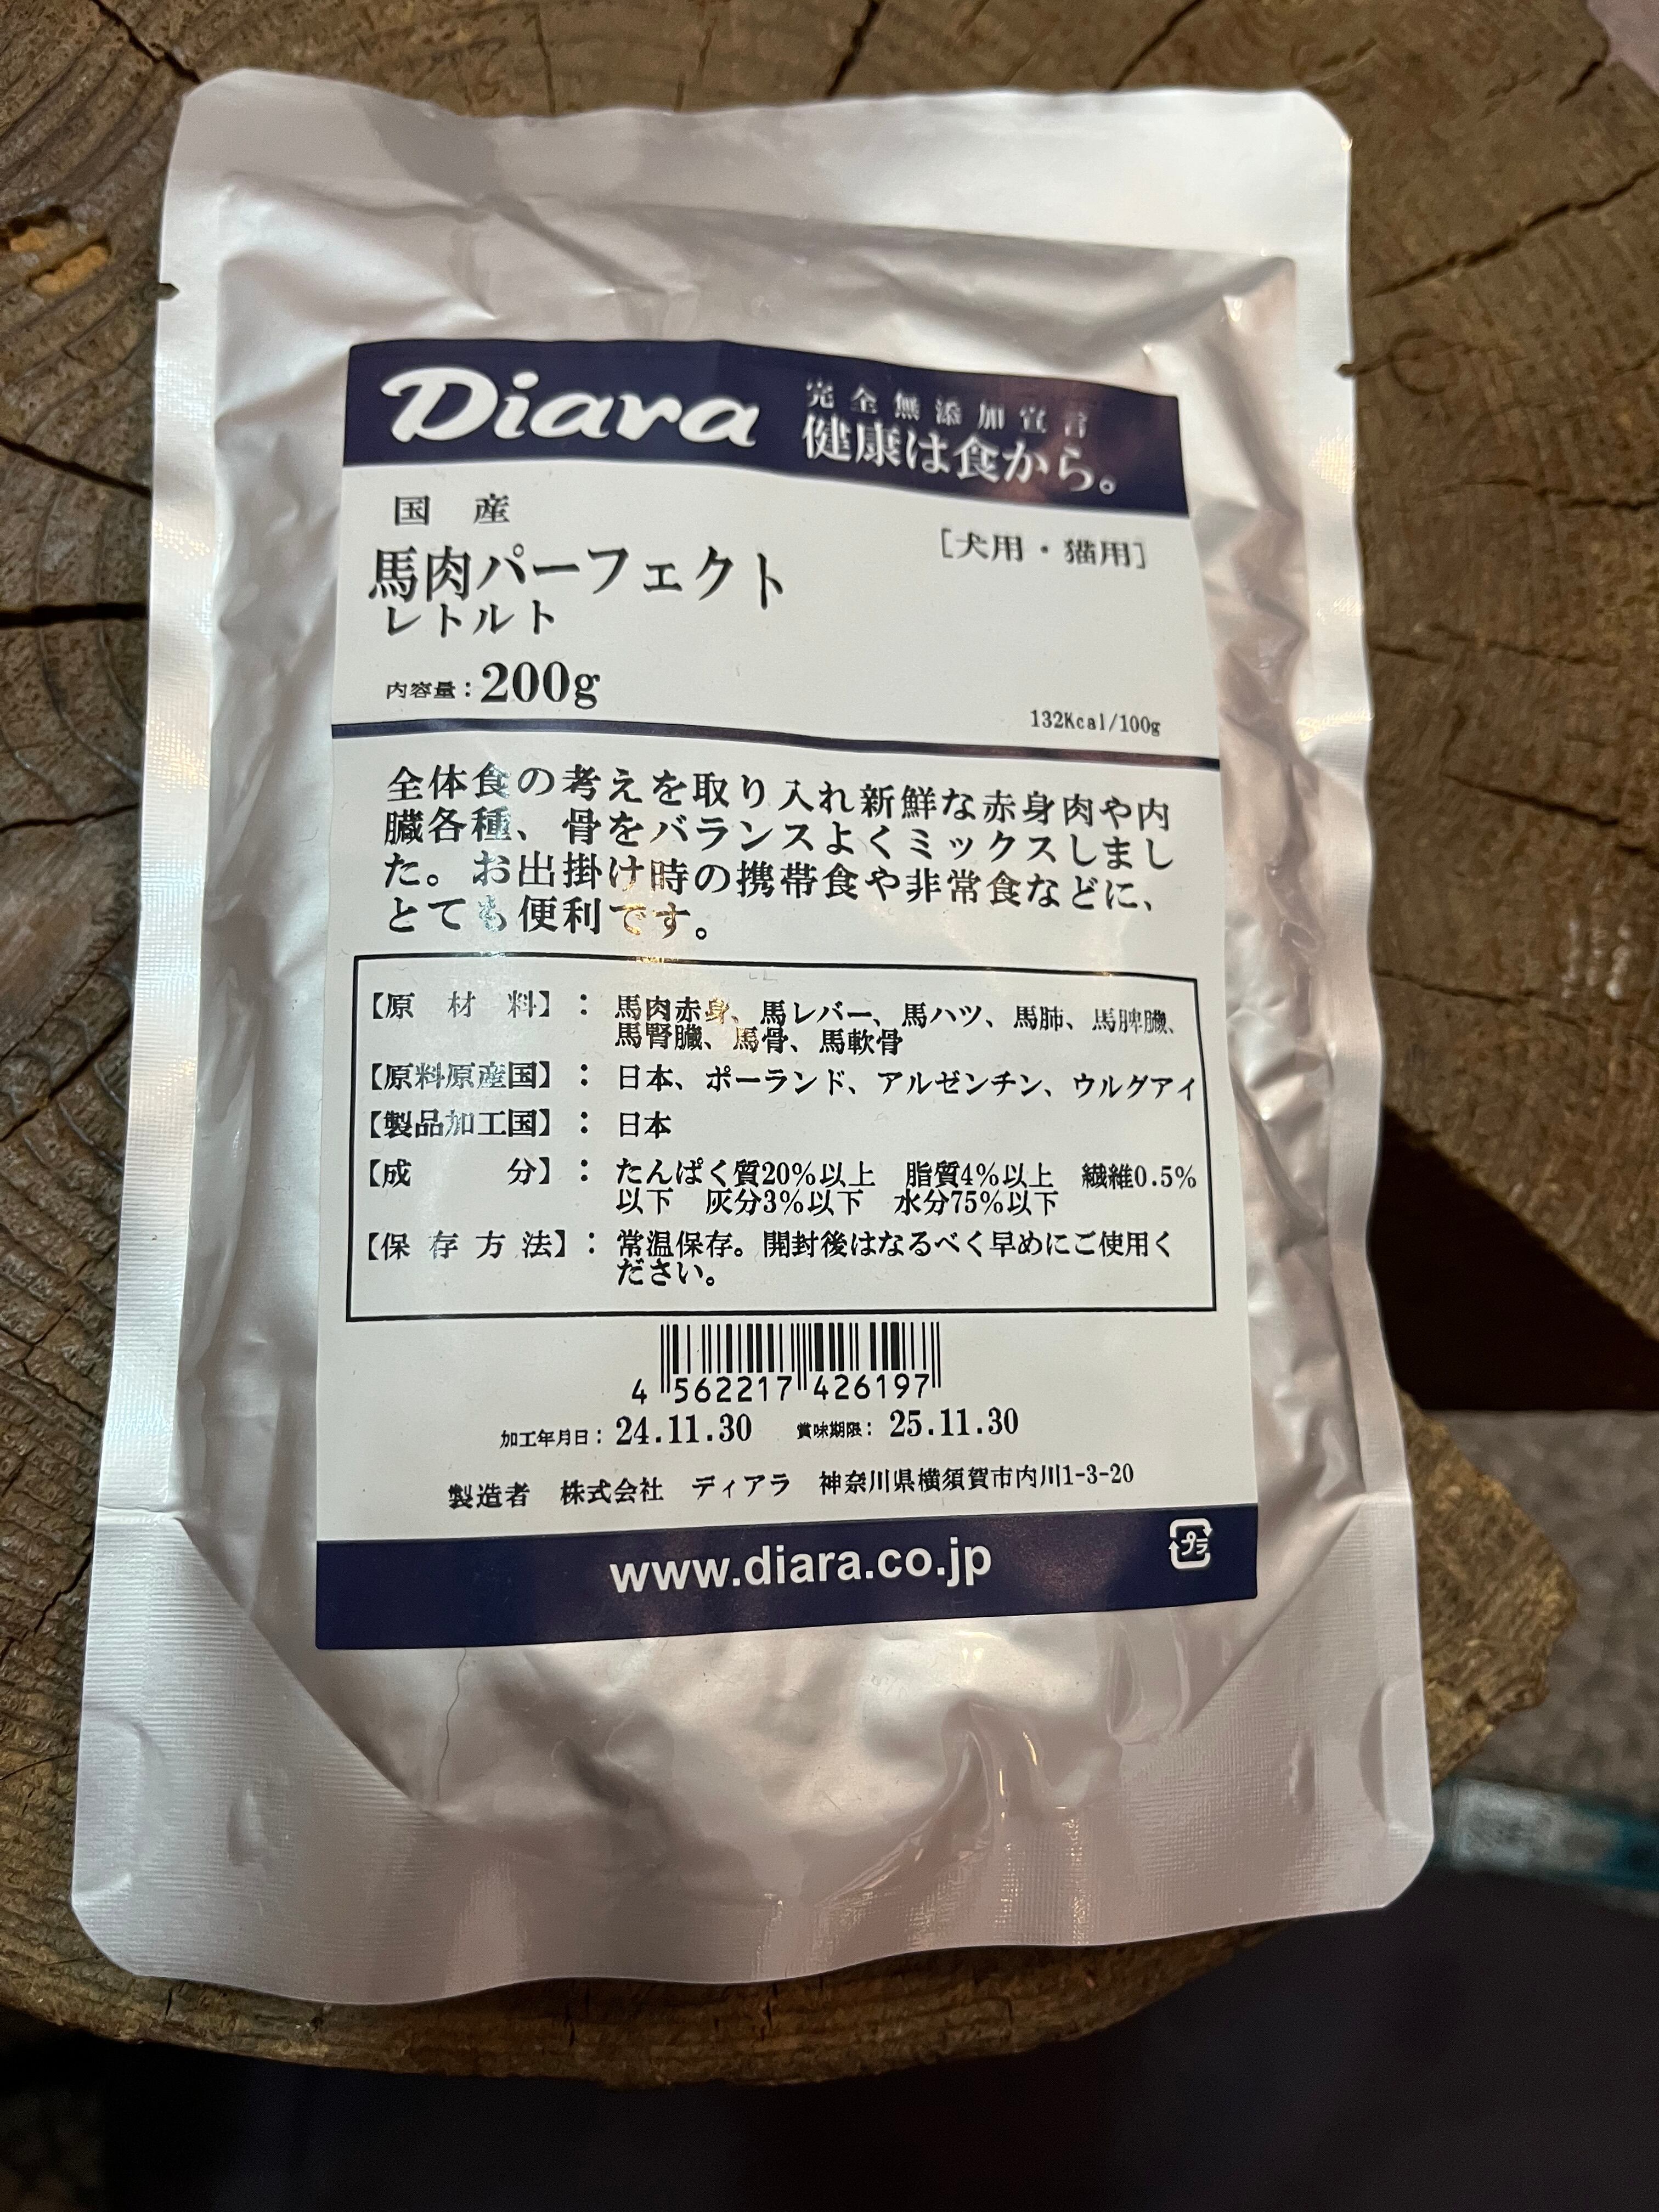 Diara
完全無添加宣言
健康は食から。
国 産
[犬用・猫用]
馬肉パーフェクト
レトルト
内容量：200g
132Kcal/100g
全体食の考えを取り入れ新鮮な赤身肉や内
臓各種、骨をバランスよくミックスしまし
た。お出掛け時の携帯食や非常食などに、
とても便利です。
【原 材 料】： 馬肉赤身、馬レバー、馬ハツ、馬肺、馬脾臓、
馬腎臓、馬骨、馬軟骨
【原料原産国】： 日本、ポーランド、アルゼンチン、ウルグアイ
【製品加工国】： 日本
【成 分】： たんぱく質20%以上 脂質4%以上 繊維0.5%
以下 灰分3%以下 水分75%以下
【保 存 方 法】： 常温保存。開封後はなるべく早めにご使用く
ださい。
4 562217 426197
加工年月日：24.11.30 賞味期限：25.11.30
製造者 株式会社 ディアラ 神奈川県横須賀市内川1-3-20
www.diara.co.jp
プラ